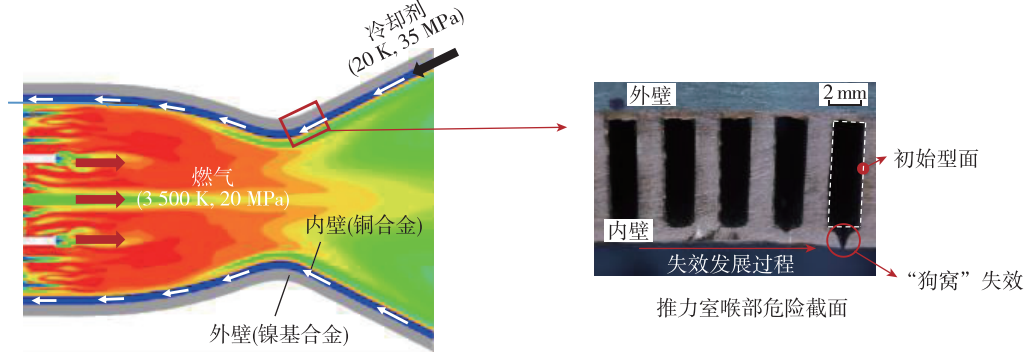 冷却剂
(20 K, 35 MPa)
燃气
(3 500 K, 20 MPa)
内壁(铜合金)
外壁(镍基合金)
外壁
2 mm
初始型面
内壁
失效发展过程
“狗窝”失效
推力室喉部危险截面